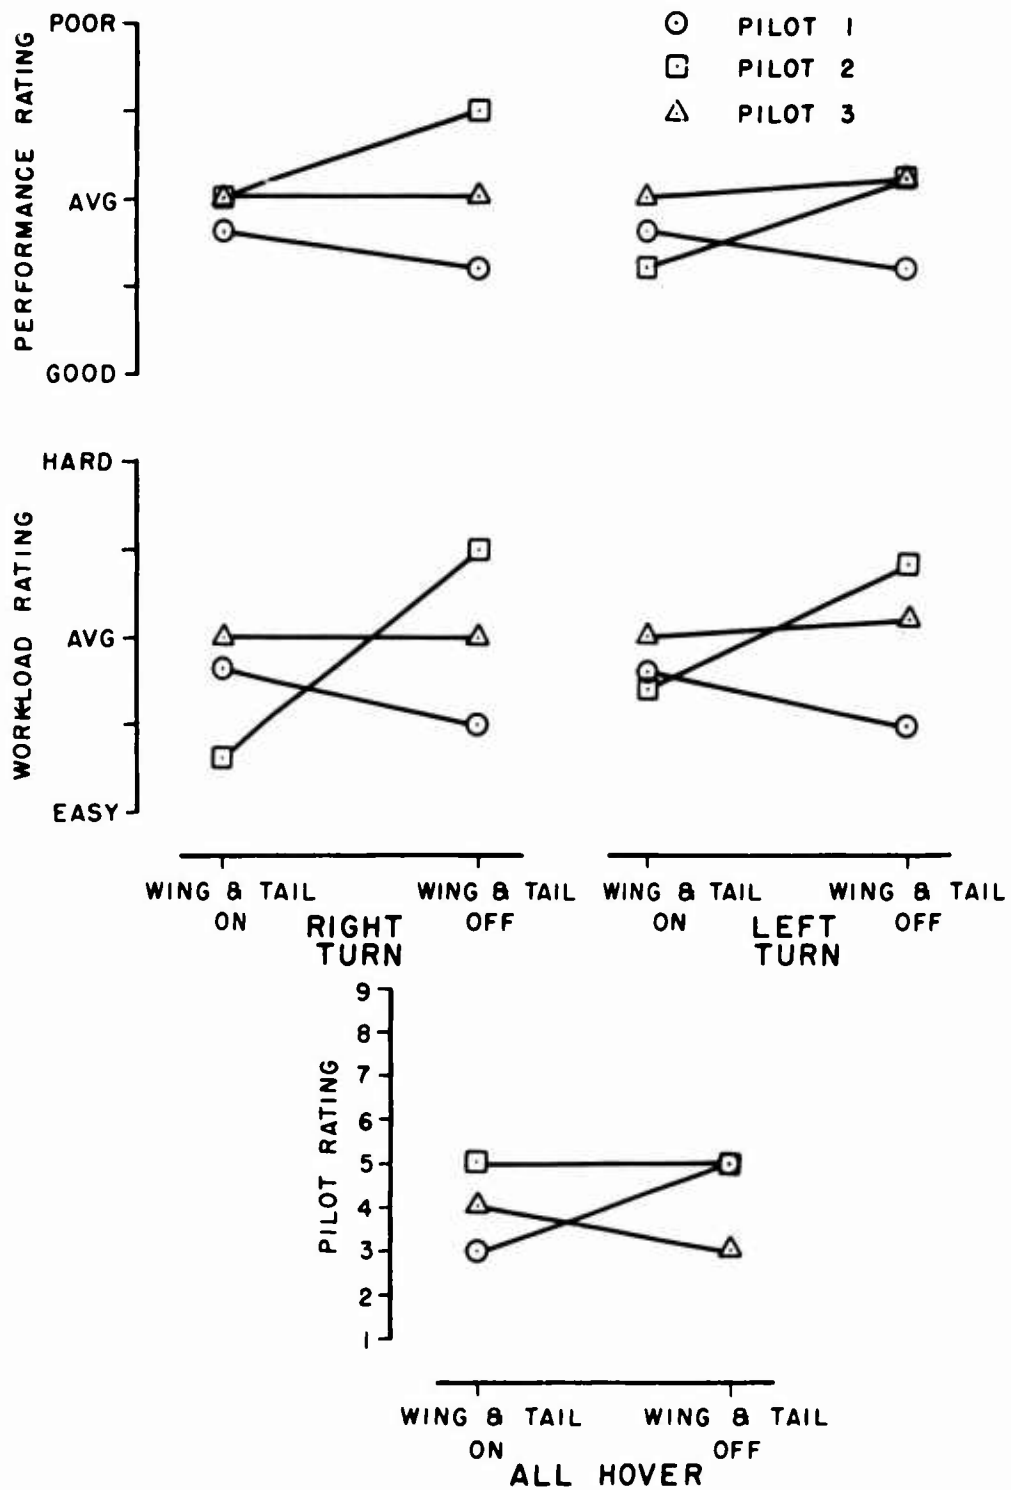 POOR
PERFORMANCE RATING
AVG
GOOD
PILOT 1
PILOT 2
PILOT 3
HARD
WORKLOAD RATING
AVG
EASY
WING & TAIL ON
WING & TAIL OFF
RIGHT TURN
WING & TAIL ON
WING & TAIL OFF
LEFT TURN
9
8
7
6
5
4
3
2
1
PILOT RATING
WING & TAIL ON
WING & TAIL OFF
ALL HOVER